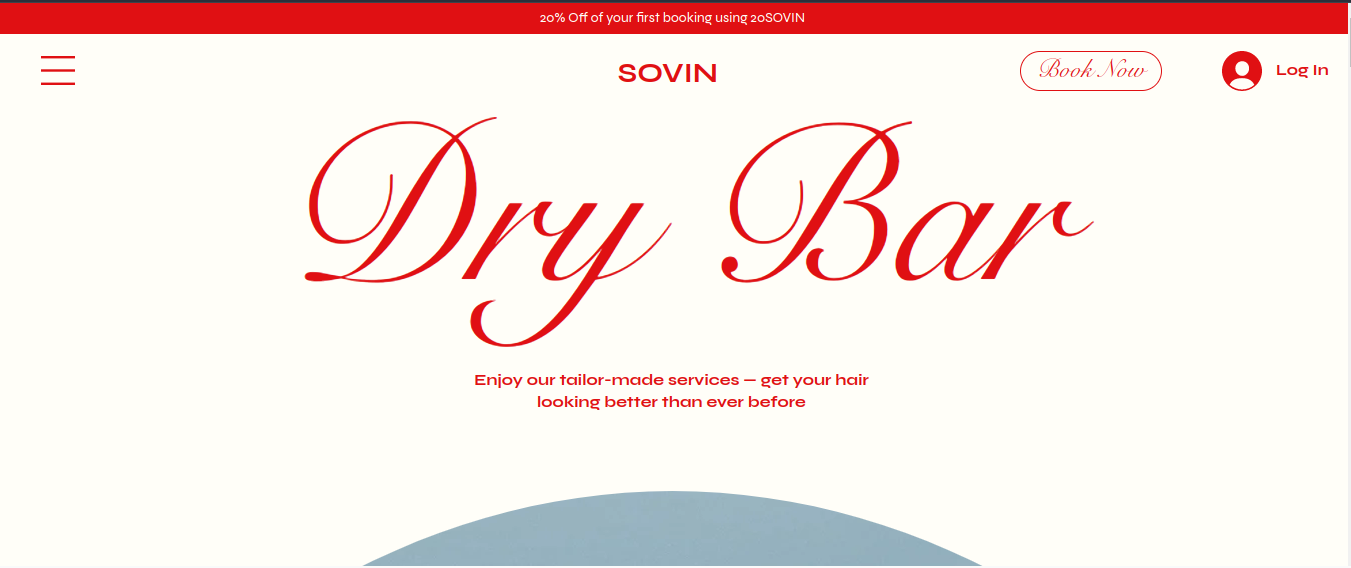 20% Off of your first booking using 20SOVIN
SOVIN
Book Now
Log In
Dry Bar
Enjoy our tailor-made services — get your hair
looking better than ever before